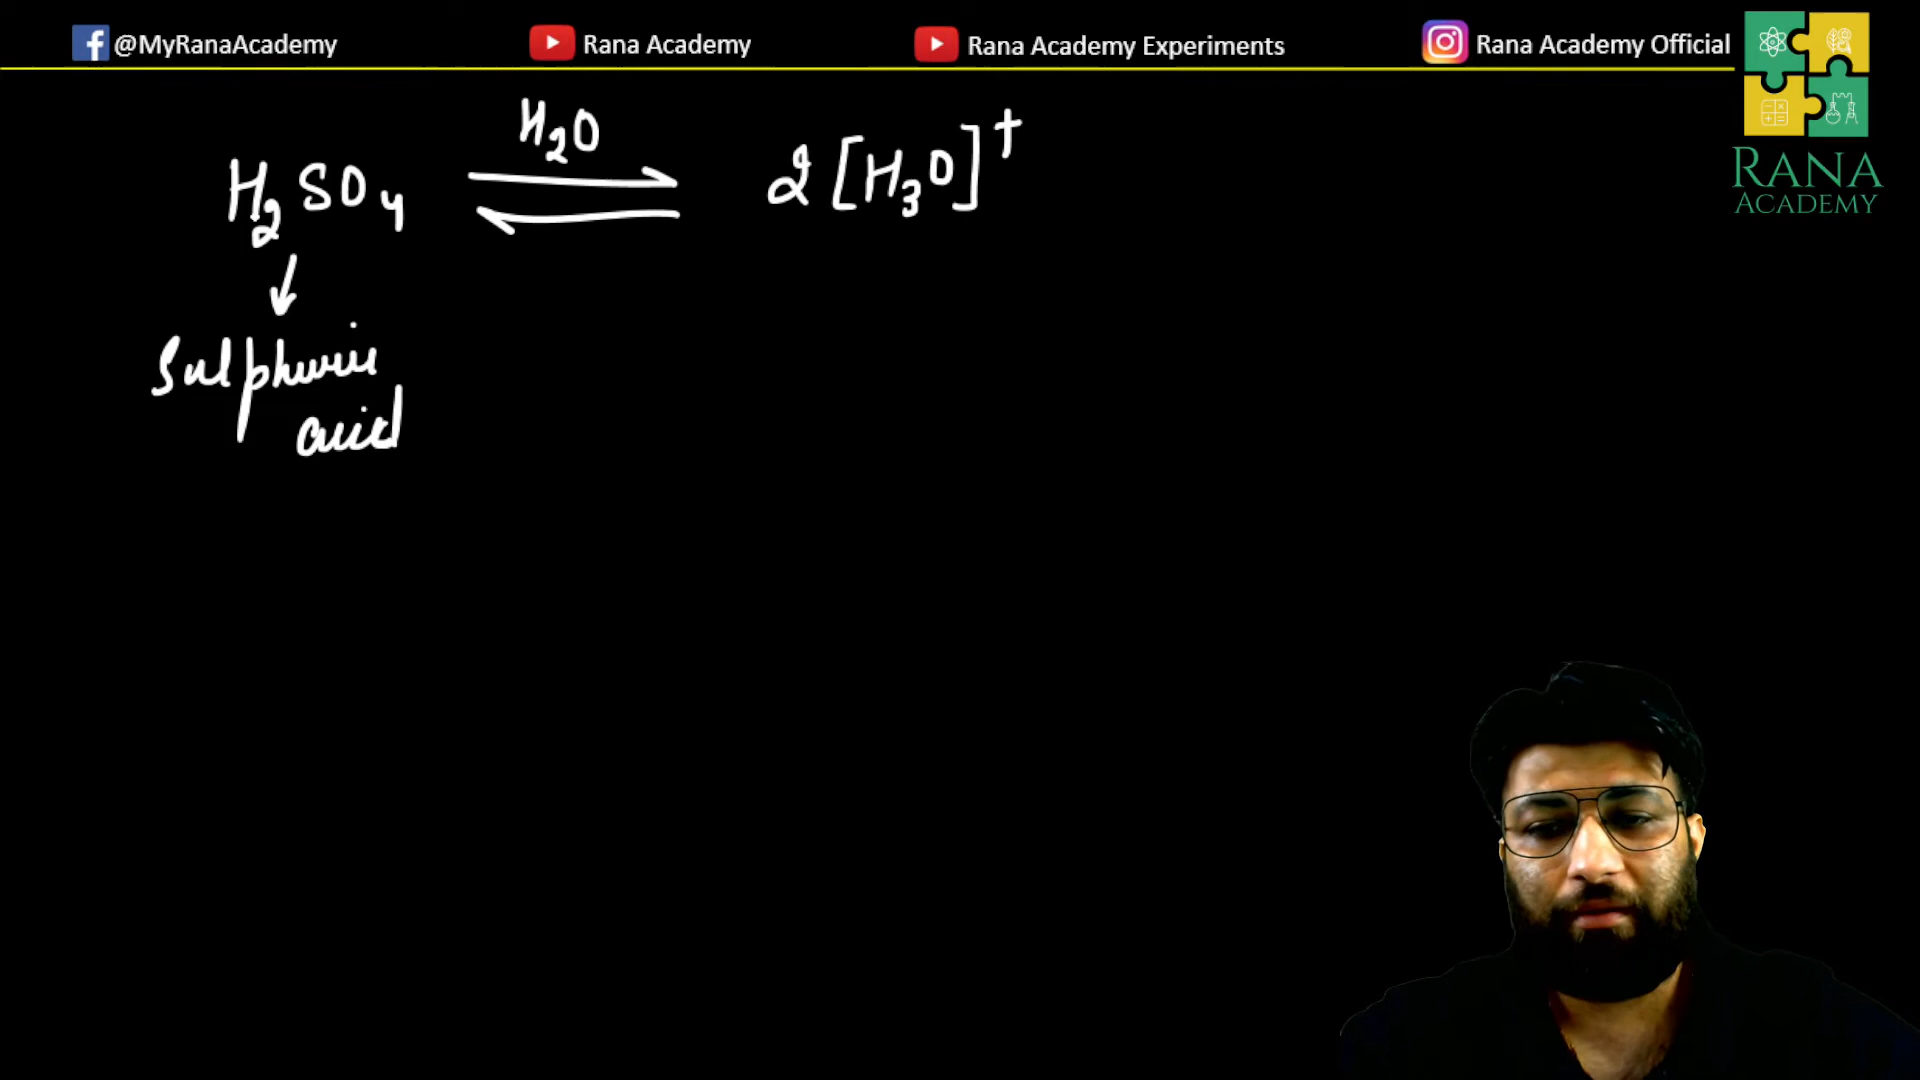 @MyRanaAcademy Rana Academy Rana Academy Experiments Rana Academy Official
RANA
ACADEMY
H₂O
H₂SO₄ ⇌ 2[H₃O]⁺
↓
Sulphuric
acid